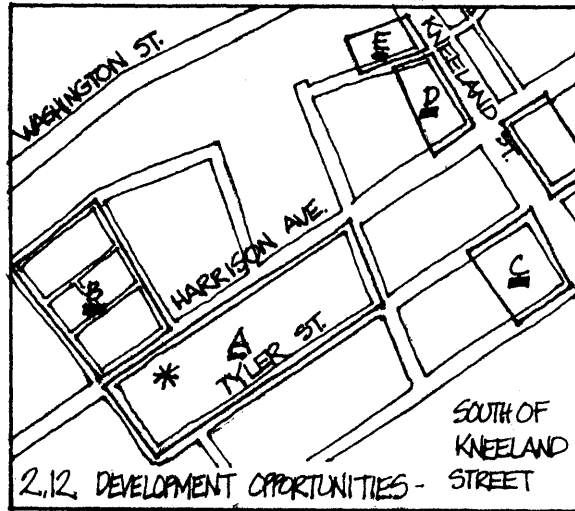 WASHINGTON ST.
E
KNEELAND ST.
D
HARRISON AVE.
B
C
A
*
TYLER ST.
SOUTH OF
KNEELAND
2.12. DEVELOPMENT OPPORTUNITIES - STREET